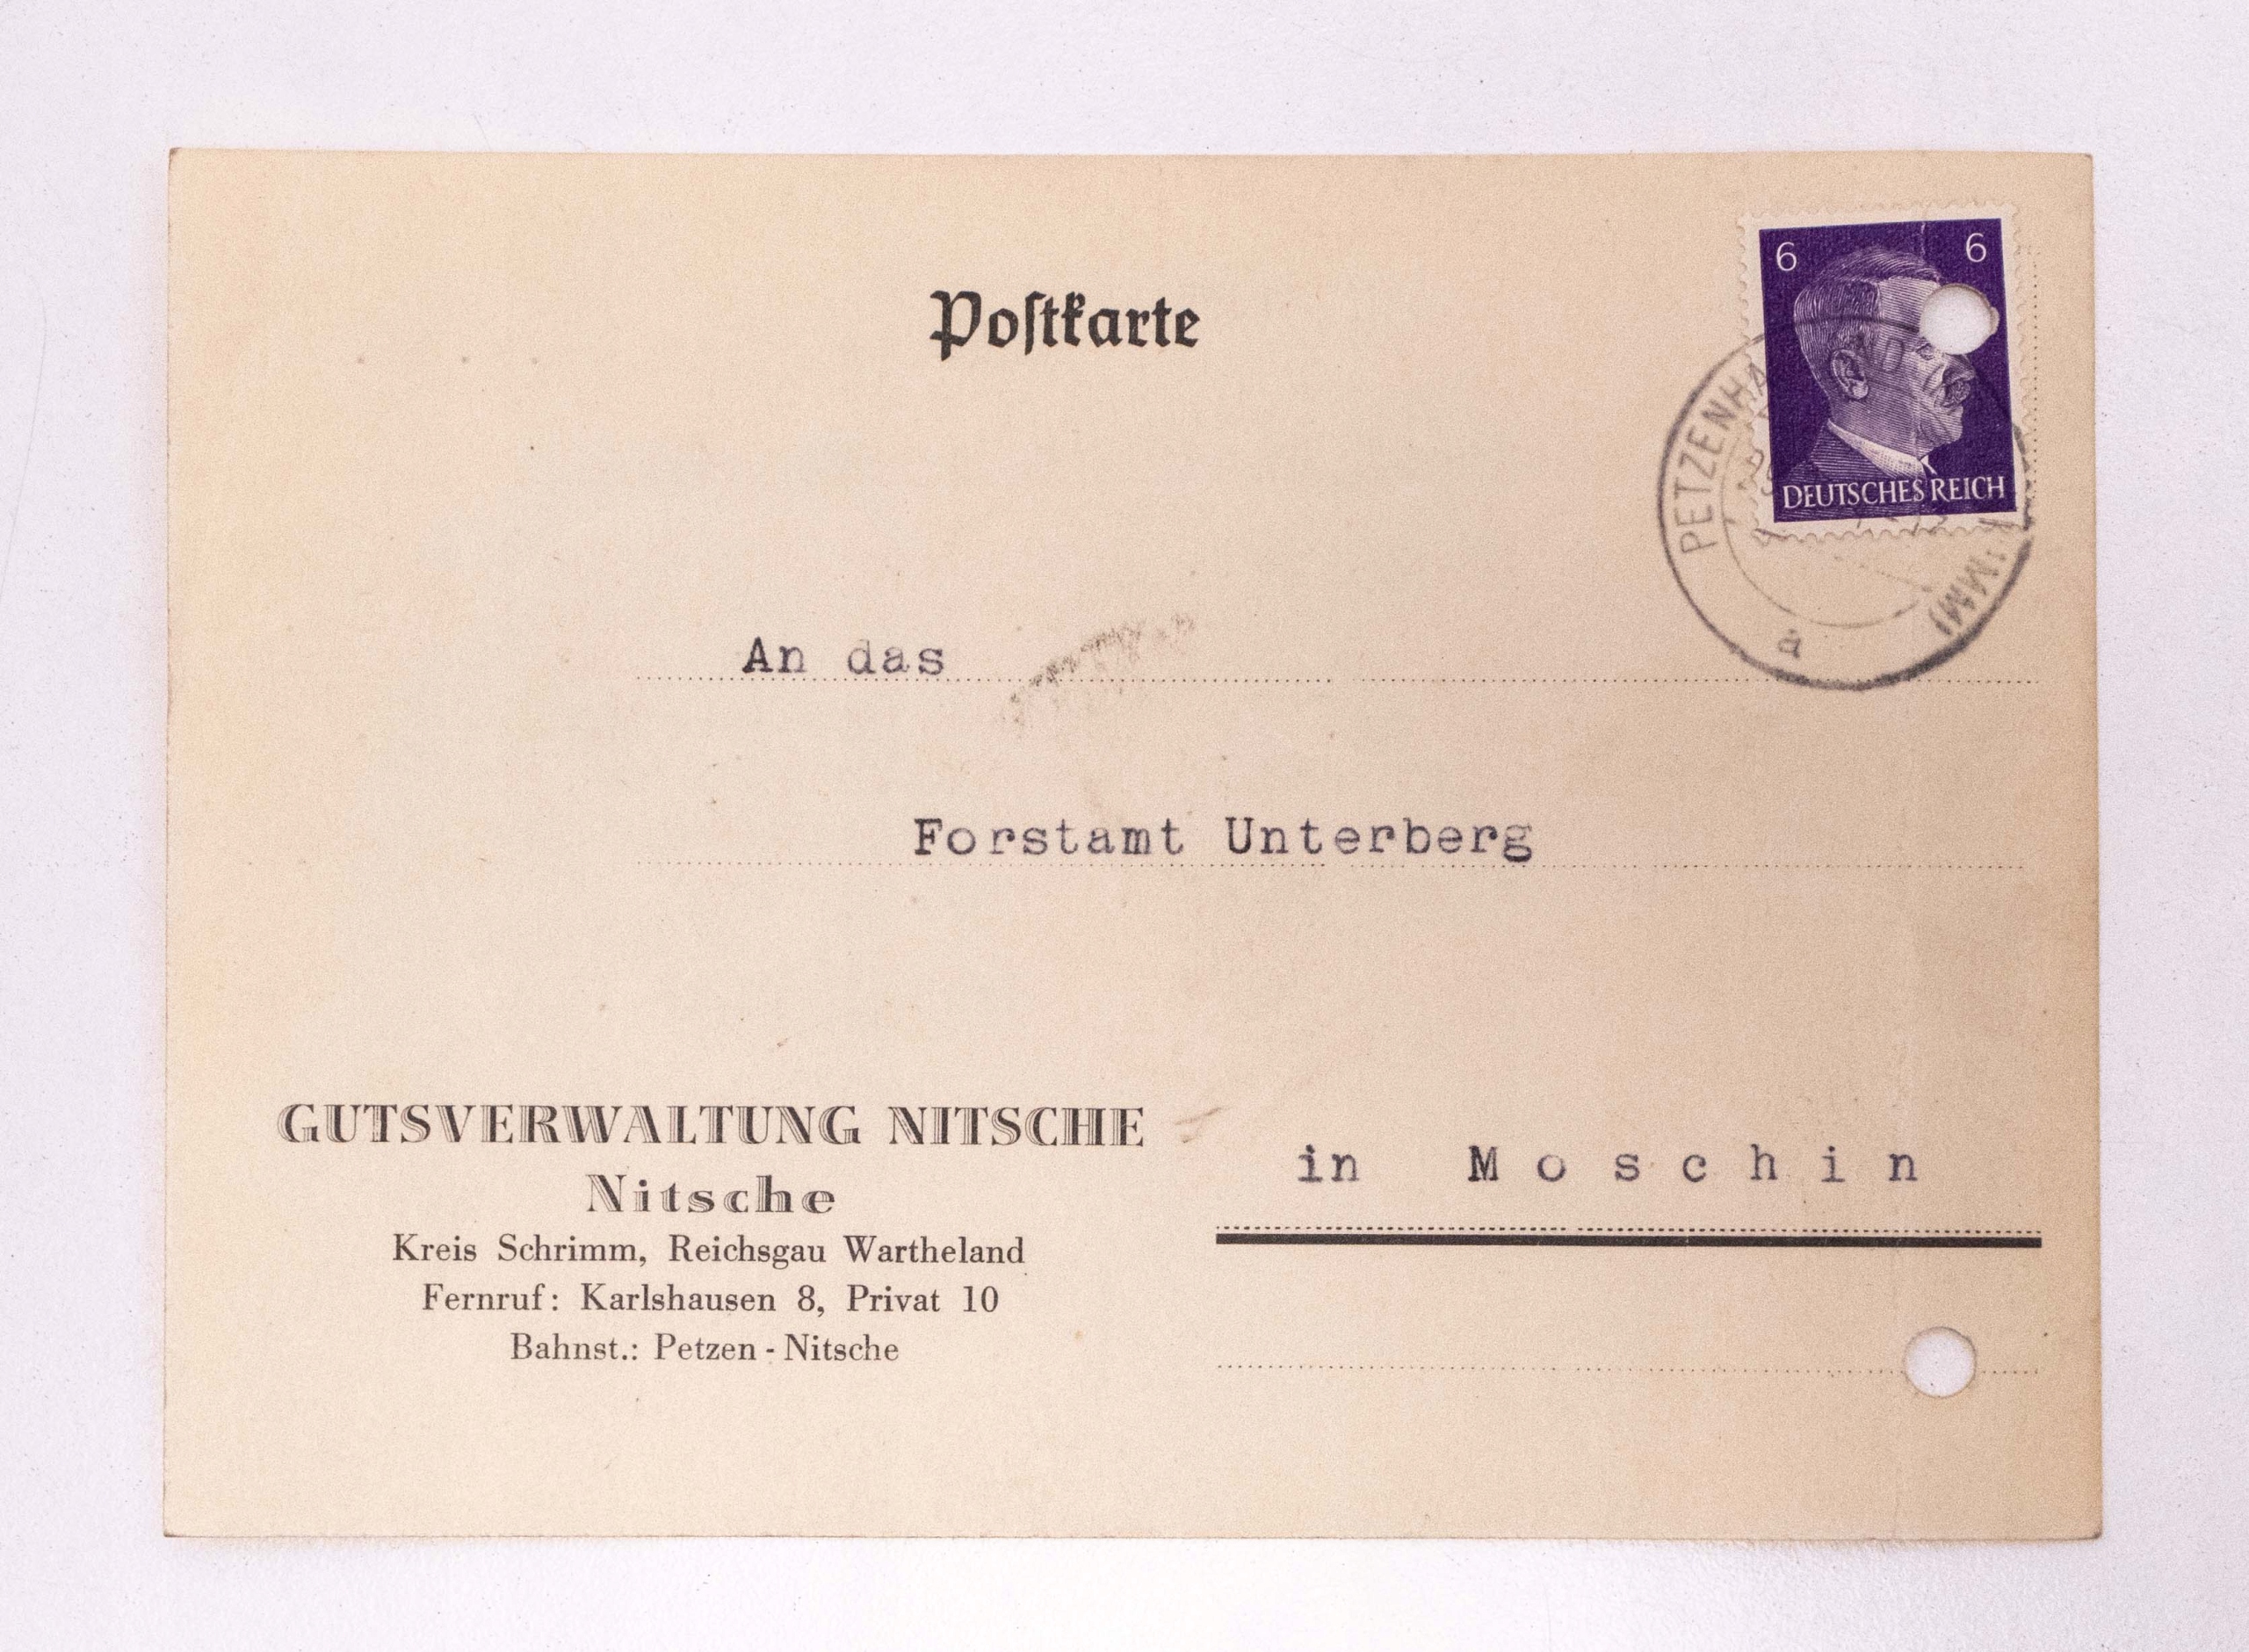 Postkarte
6 6
DEUTSCHES REICH
PETZENHA
a
An das
Forstamt Unterberg
in Moschin
GUTSVERWALTUNG NITSCHE
Nitsche
Kreis Schrimm, Reichsgau Wartheland
Fernruf: Karlshausen 8, Privat 10
Bahnst.: Petzen - Nitsche